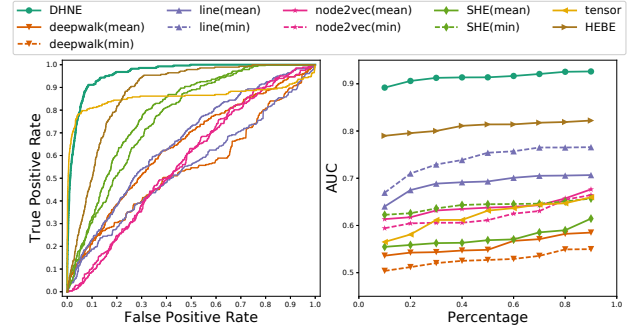 DHNE line(mean) node2vec(mean) SHE(mean) tensor
deepwalk(mean) line(min) node2vec(min) SHE(min) HEBE
deepwalk(min)
1.0
0.9
0.8
0.7
0.6
0.5
0.4
0.3
0.2
0.1
0.0
True Positive Rate
0.0 0.1 0.2 0.3 0.4 0.5 0.6 0.7 0.8 0.9 1.0
False Positive Rate
0.9
0.8
0.7
0.6
0.5
AUC
0.0 0.2 0.4 0.6 0.8 1.0
Percentage